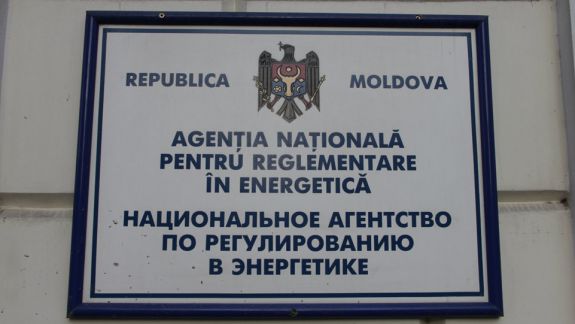 REPUBLICA MOLDOVA
AGENȚIA NAȚIONALĂ
PENTRU REGLEMENTARE
ÎN ENERGETICĂ
НАЦИОНАЛЬНОЕ АГЕНТСТВО
ПО РЕГУЛИРОВАНИЮ
В ЭНЕРГЕТИКЕ